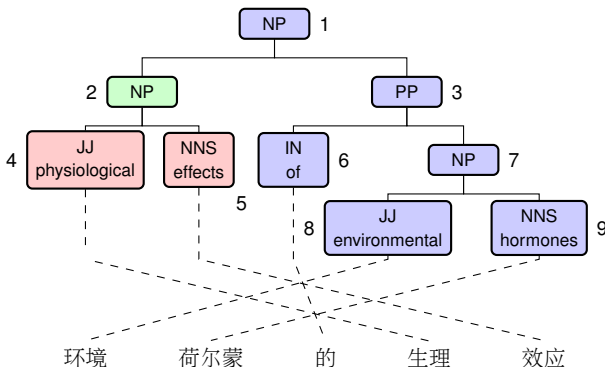 NP 1
2 NP PP 3
4 JJ physiological NNS effects 5 IN of 6 NP 7
8 JJ environmental NNS hormones 9
环境 荷尔蒙 的 生理 效应